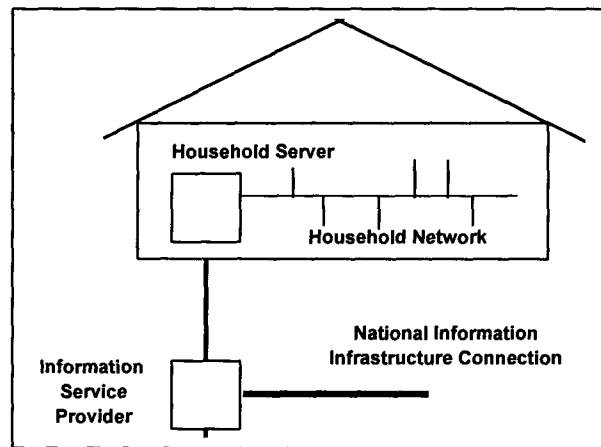 Household Server
Household Network
National Information
Infrastructure Connection
Information
Service
Provider